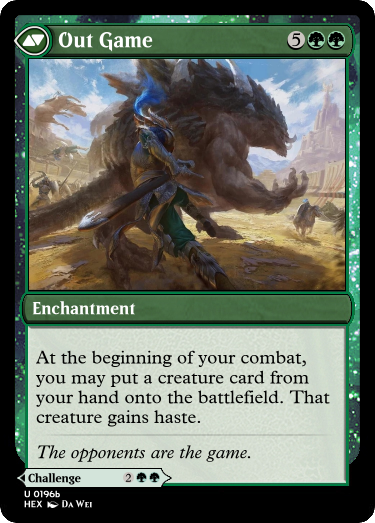 Out Game 5
Enchantment
At the beginning of your combat,
you may put a creature card from
your hand onto the battlefield. That
creature gains haste.
The opponents are the game.
Challenge 2
U 0196b
HEX Da Wei